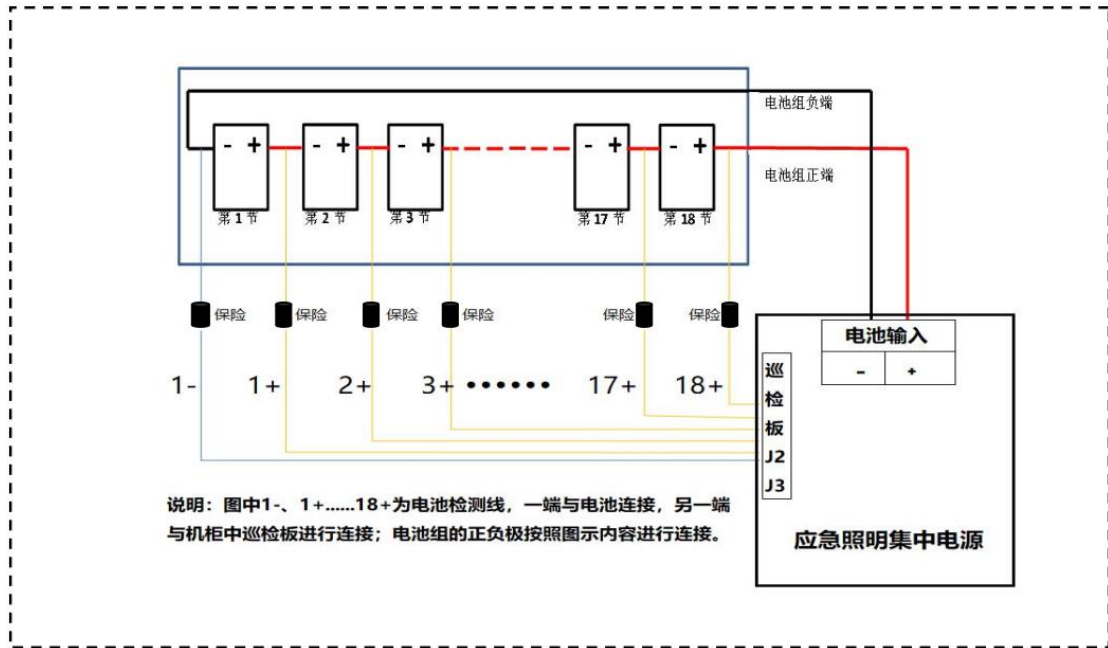 电池组负端
- + - + - + - + - +
电池组正端
第 1 节 第 2 节 第 3 节 第 17 节 第 18 节
保险 保险 保险 保险 保险 保险
电池输入
- +
1- 1+ 2+ 3+ •••••• 17+ 18+
巡
检
板
J2
J3
说明：图中1-、1+......18+为电池检测线，一端与电池连接，另一端
与机柜中巡检板进行连接；电池组的正负极按照图示内容进行连接。
应急照明集中电源